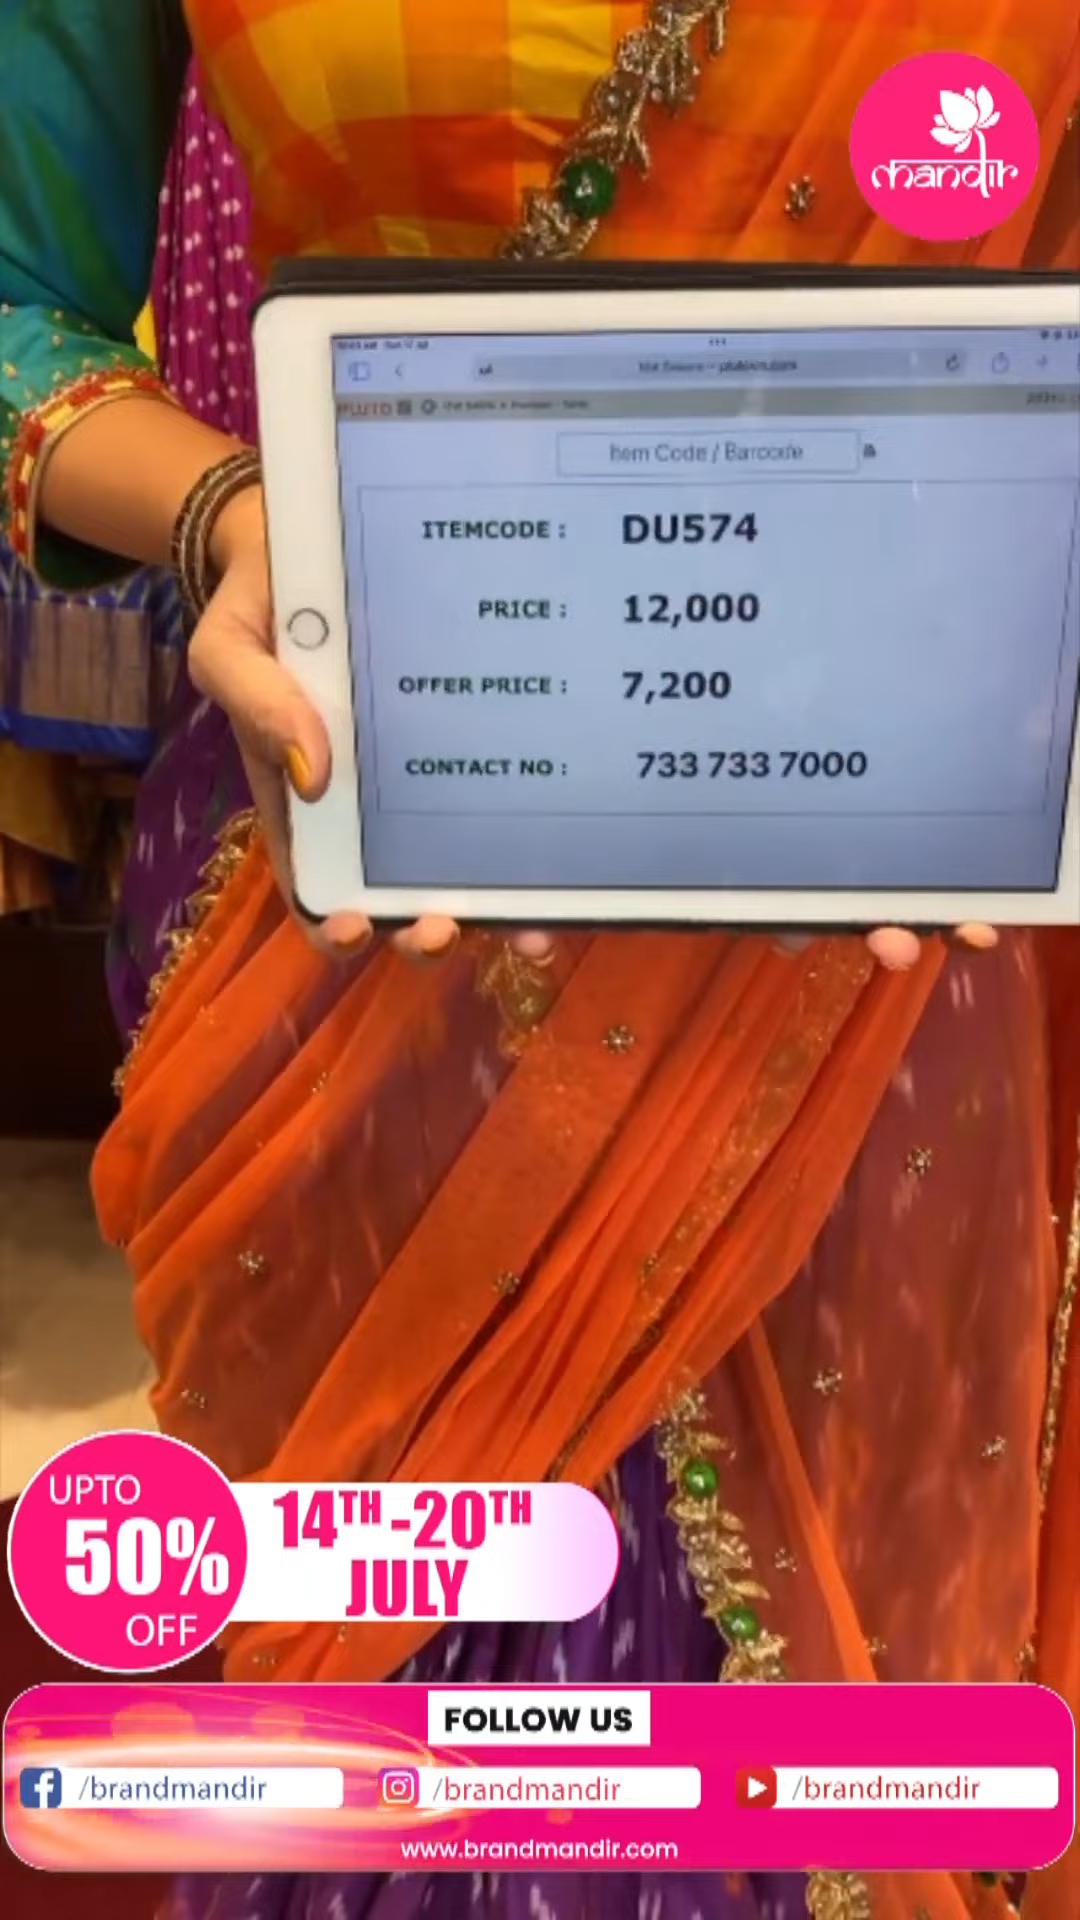 mandir
Item Code / Barcode
ITEMCODE : DU574
PRICE : 12,000
OFFER PRICE : 7,200
CONTACT NO : 733 733 7000
UPTO
50%
OFF
14TH-20TH
JULY
FOLLOW US
/brandmandir /brandmandir /brandmandir
www.brandmandir.com